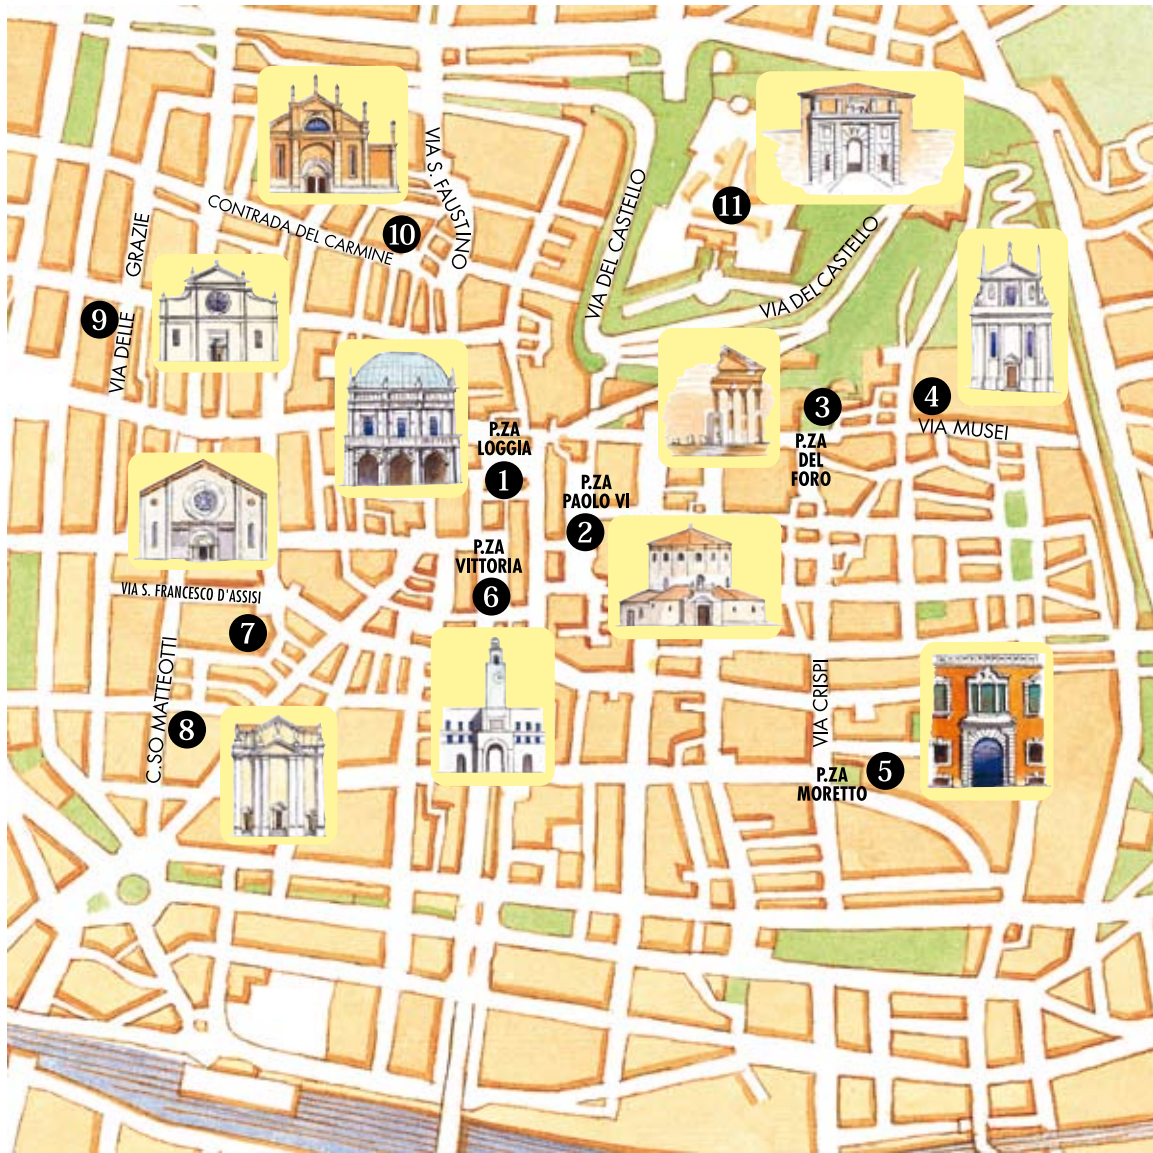 VIA S. FAUSTINO
CONTRADA DEL CARMINE
10
11
VIA DEL CASTELLO
VIA DEL CASTELLO
VIA DELLE GRAZIE
9
3
4
VIA MUSEI
P.ZA
LOGGIA
1
P.ZA
DEL
FORO
P.ZA
PAOLO VI
2
P.ZA
VITTORIA
6
VIA S. FRANCESCO D'ASSISI
7
C.SO MATTEOTTI
8
VIA CRISPI
P.ZA
MORETTO
5